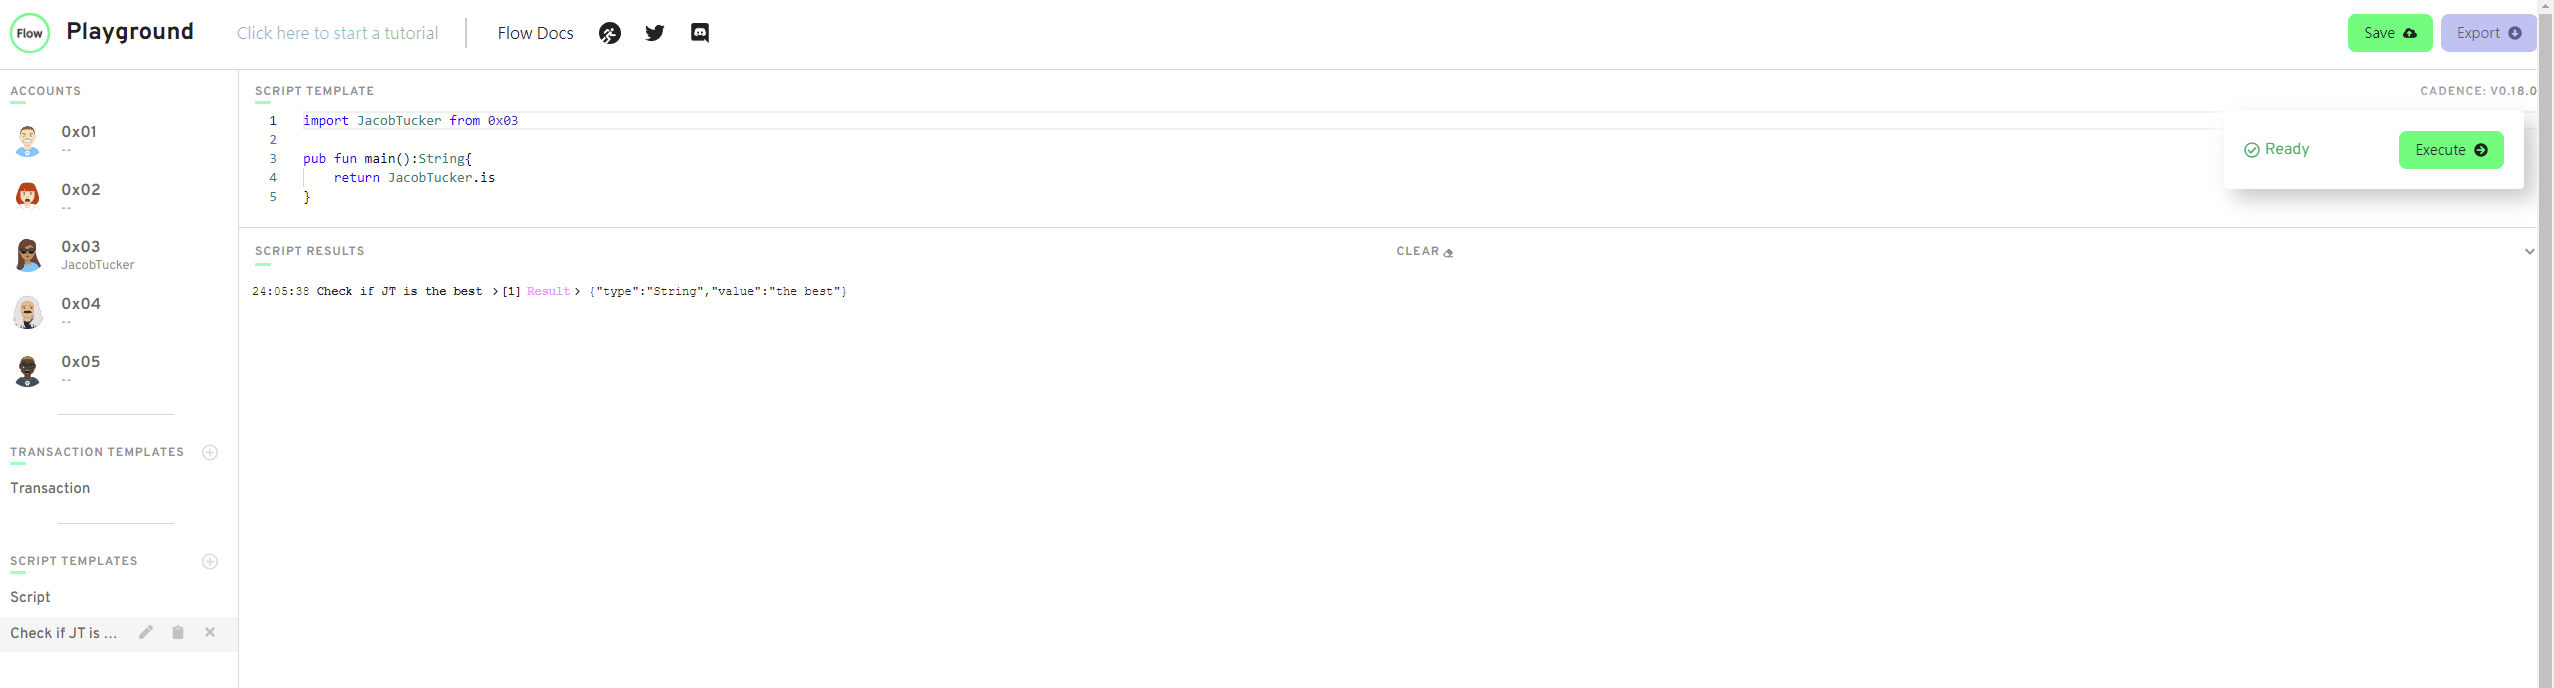 Flow Playground Click here to start a tutorial Flow Docs Save Export
ACCOUNTS
0x01
--
0x02
--
0x03
JacobTucker
0x04
--
0x05
--
TRANSACTION TEMPLATES
Transaction
SCRIPT TEMPLATES
Script
Check if JT is ...
SCRIPT TEMPLATE CADENCE: V0.18.0
1 import JacobTucker from 0x03
2
3 pub fun main():String{
4 return JacobTucker.is
5 }
Ready Execute
SCRIPT RESULTS CLEAR
24:05:38 Check if JT is the best >[1] Result> {"type":"String","value":"the best"}